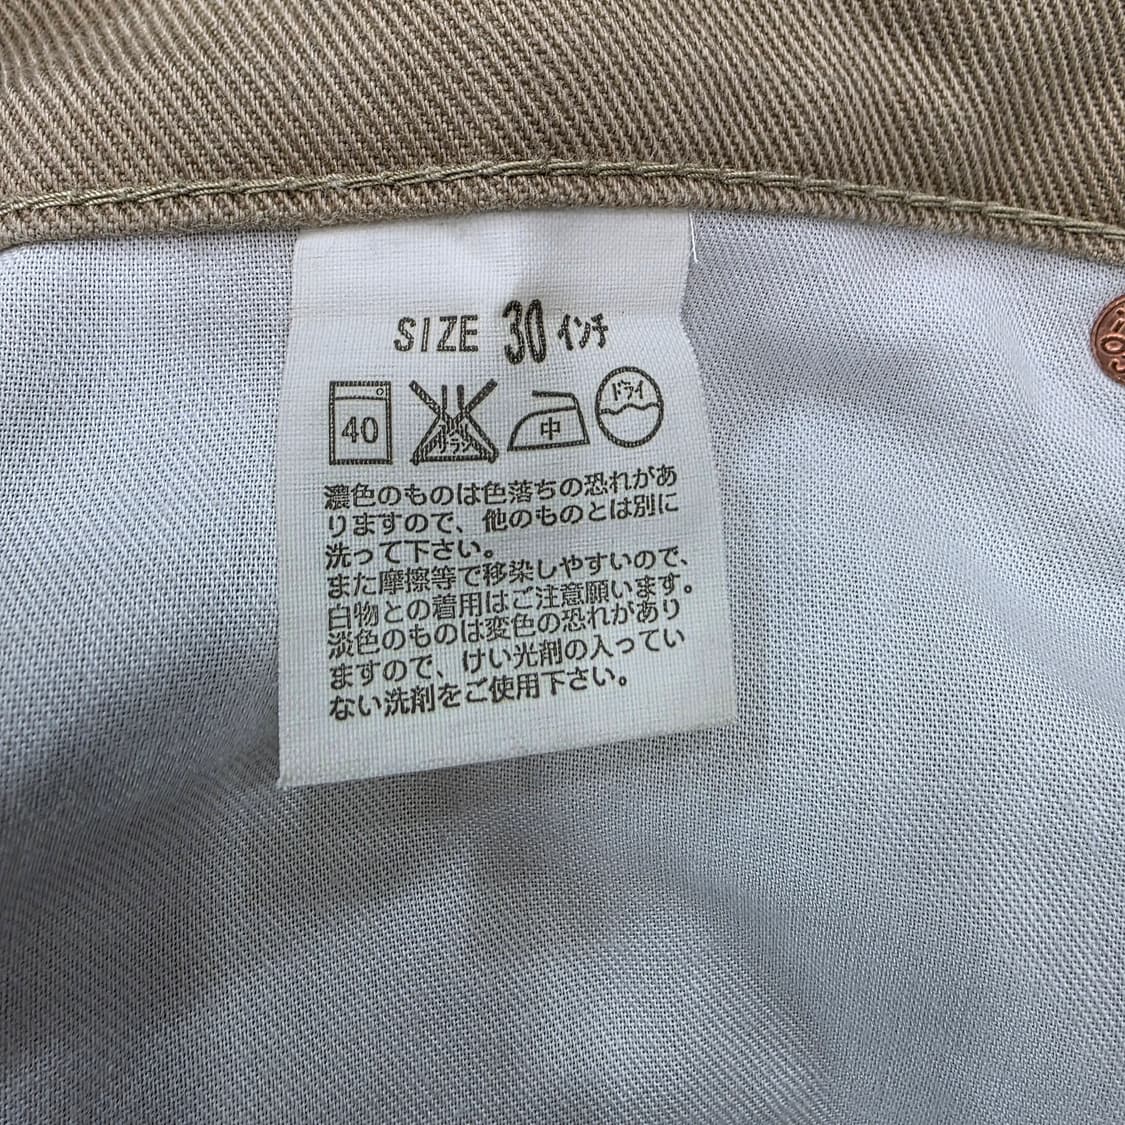 SIZE 30 インチ
40 エンソサラシ 中 ドライ
濃色のものは色落ちの恐れがあ
りますので、他のものとは別に
洗って下さい。
また摩擦等で移染しやすいので、
白物との着用はご注意願います。
淡色のものは変色の恐れがあり
ますので、けい光剤の入ってい
ない洗剤をご使用下さい。